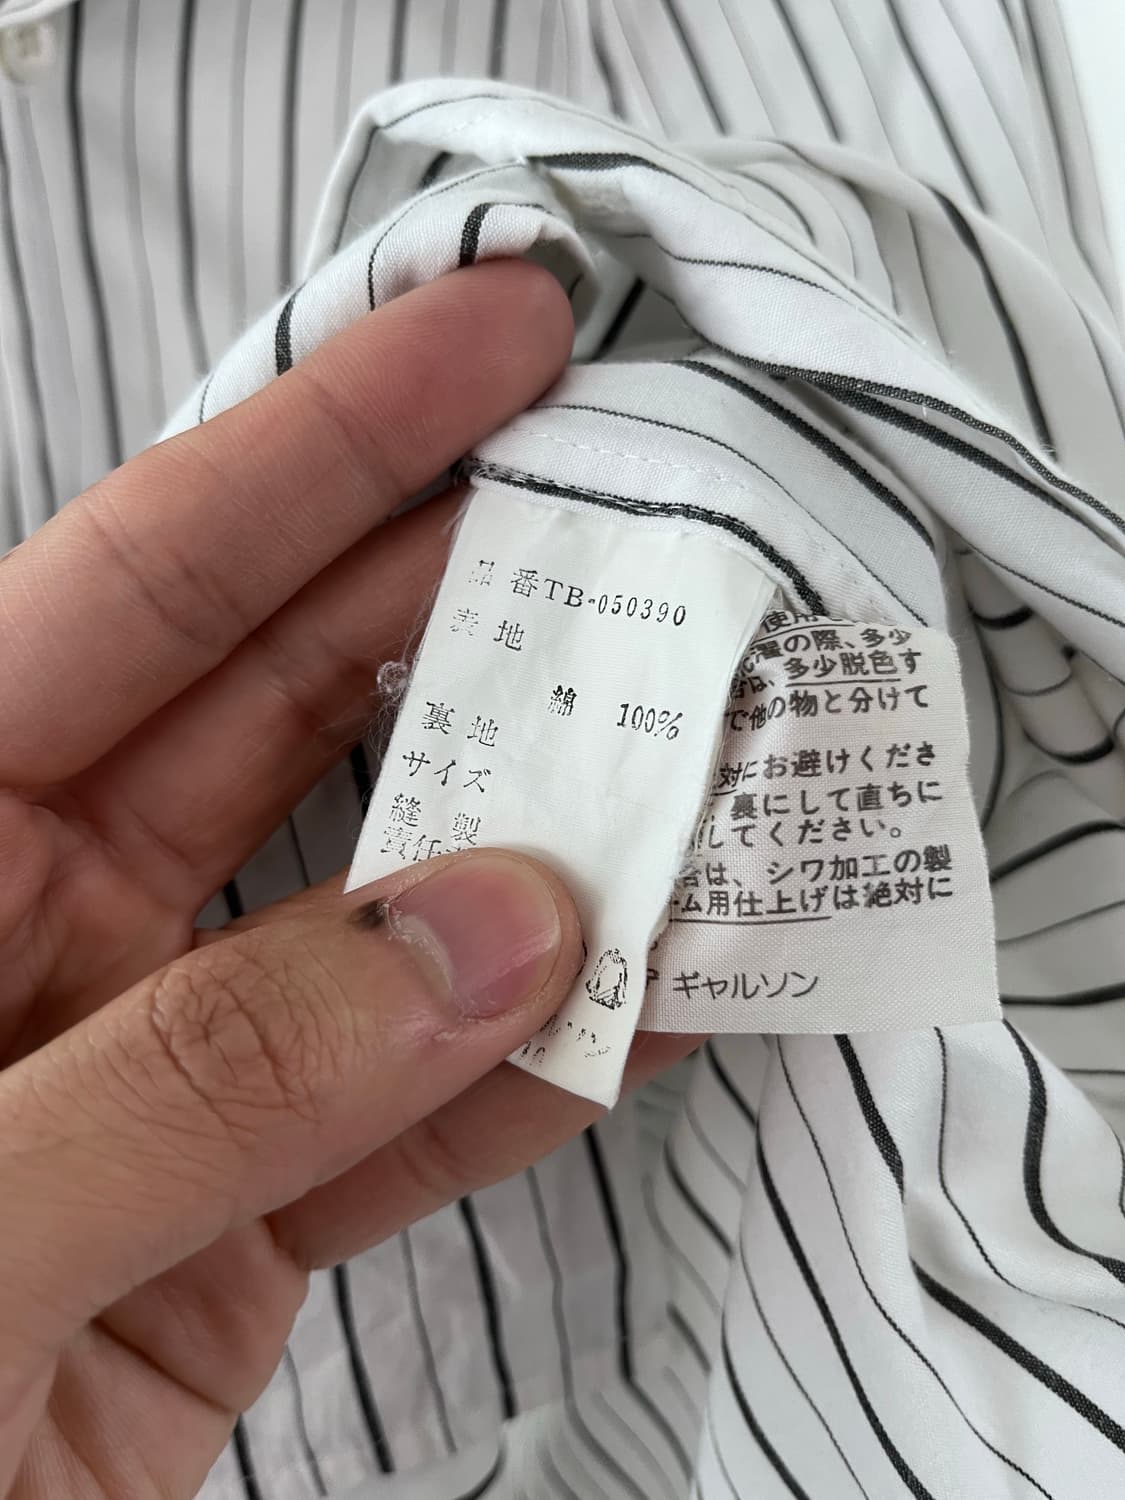 品 番TB-050390
表 地
綿 100%
裏 地
サイズ
縫 製
責任
使用
の際、多少
は、多少脱色す
で他の物と分けて
対にお避けくださ
裏にして直ちに
してください。
合は、シワ加工の製
ーム用仕上げは絶対に
ギャルソン